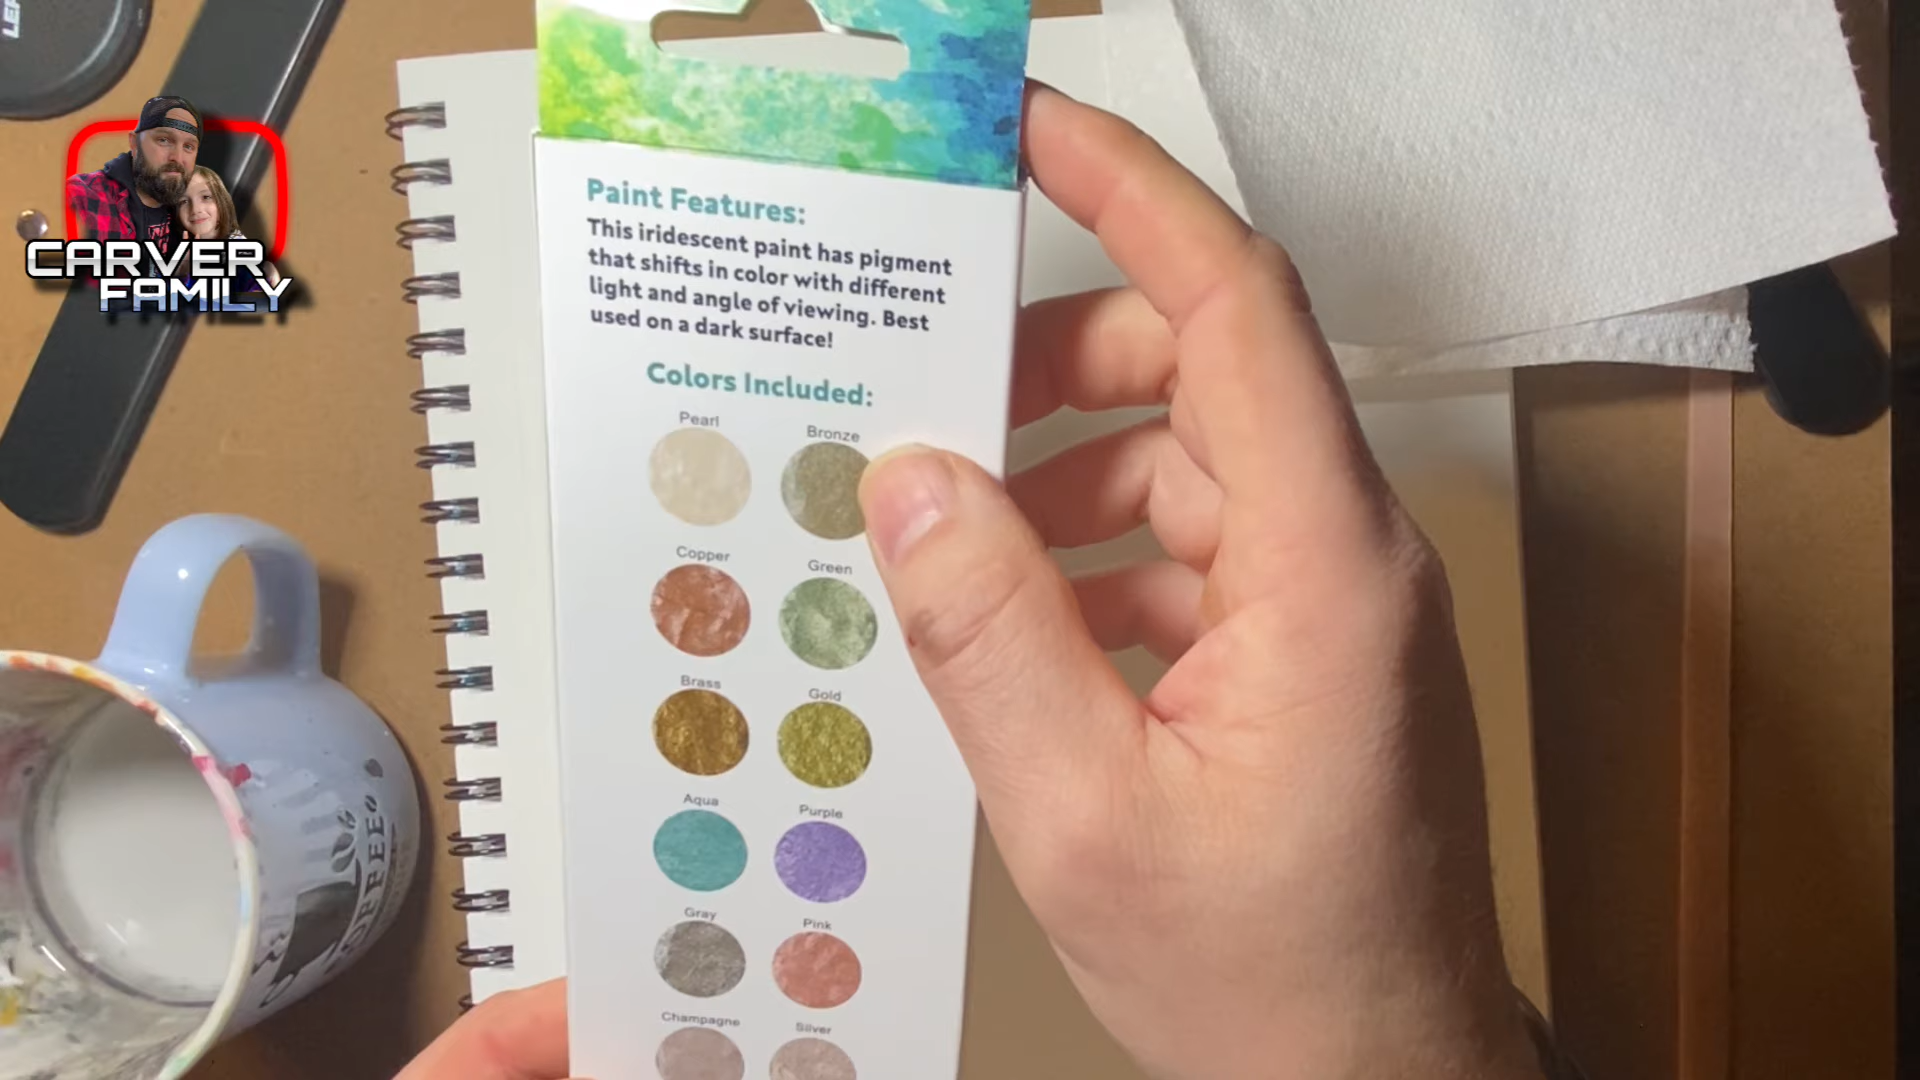 CARVER
FAMILY
Paint Features:
This iridescent paint has pigment
that shifts in color with different
light and angle of viewing. Best
used on a dark surface!
Colors Included:
Pearl Bronze
Copper Green
Brass Gold
Aqua Purple
Gray Pink
Champagne Silver
COFFEE